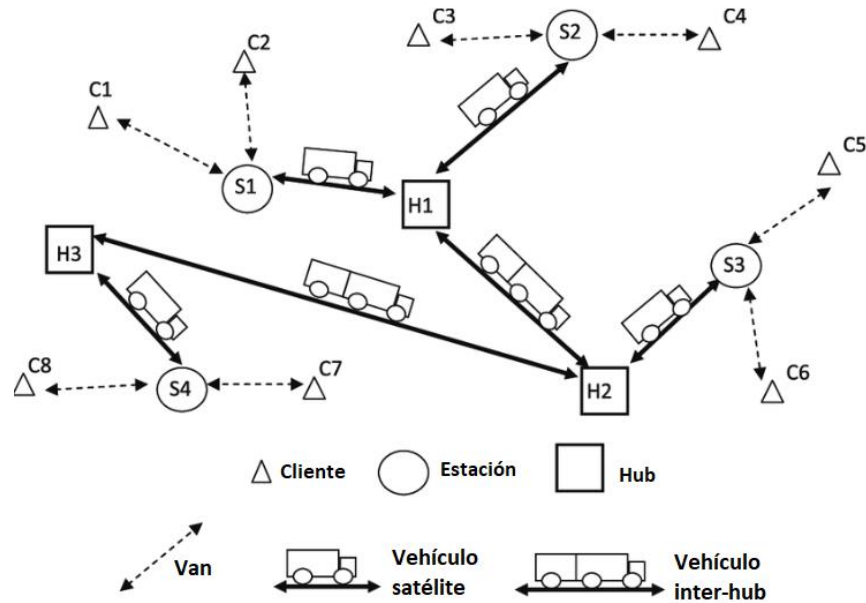 C3
C4
C2
S2
C1
C5
S1
H1
H3
S3
C8
C7
C6
S4
H2
Cliente
Estación
Hub
Van
Vehículo
satélite
Vehículo
inter-hub